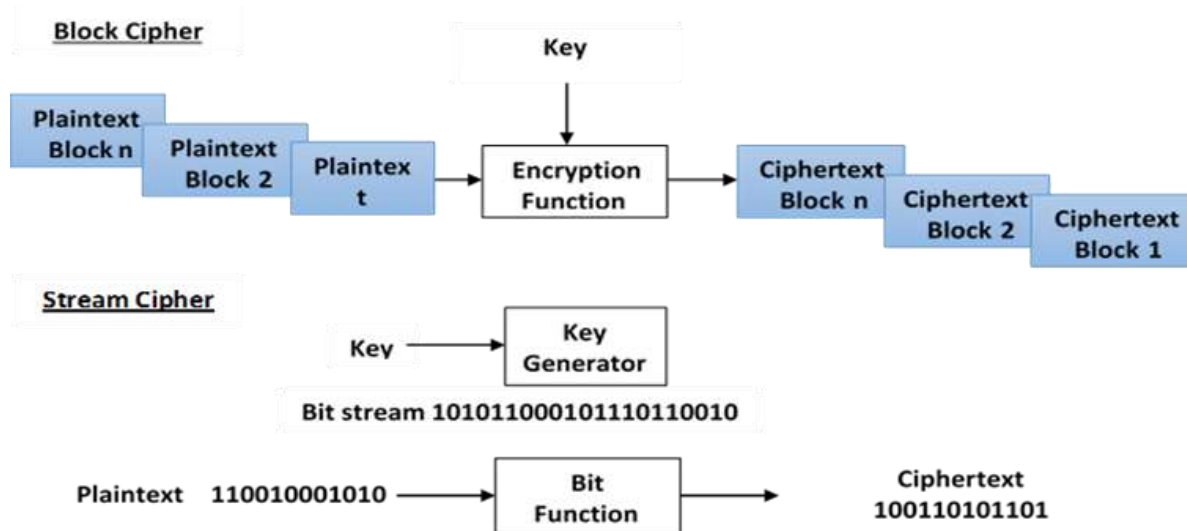 Block Cipher
Key
Plaintext
Block n
Plaintext
Block 2
Plaintex
t
Encryption
Function
Ciphertext
Block n
Ciphertext
Block 2
Ciphertext
Block 1
Stream Cipher
Key
Key
Generator
Bit stream 1010110001011110110010
Plaintext 110010001010
Bit
Function
Ciphertext
100110101101